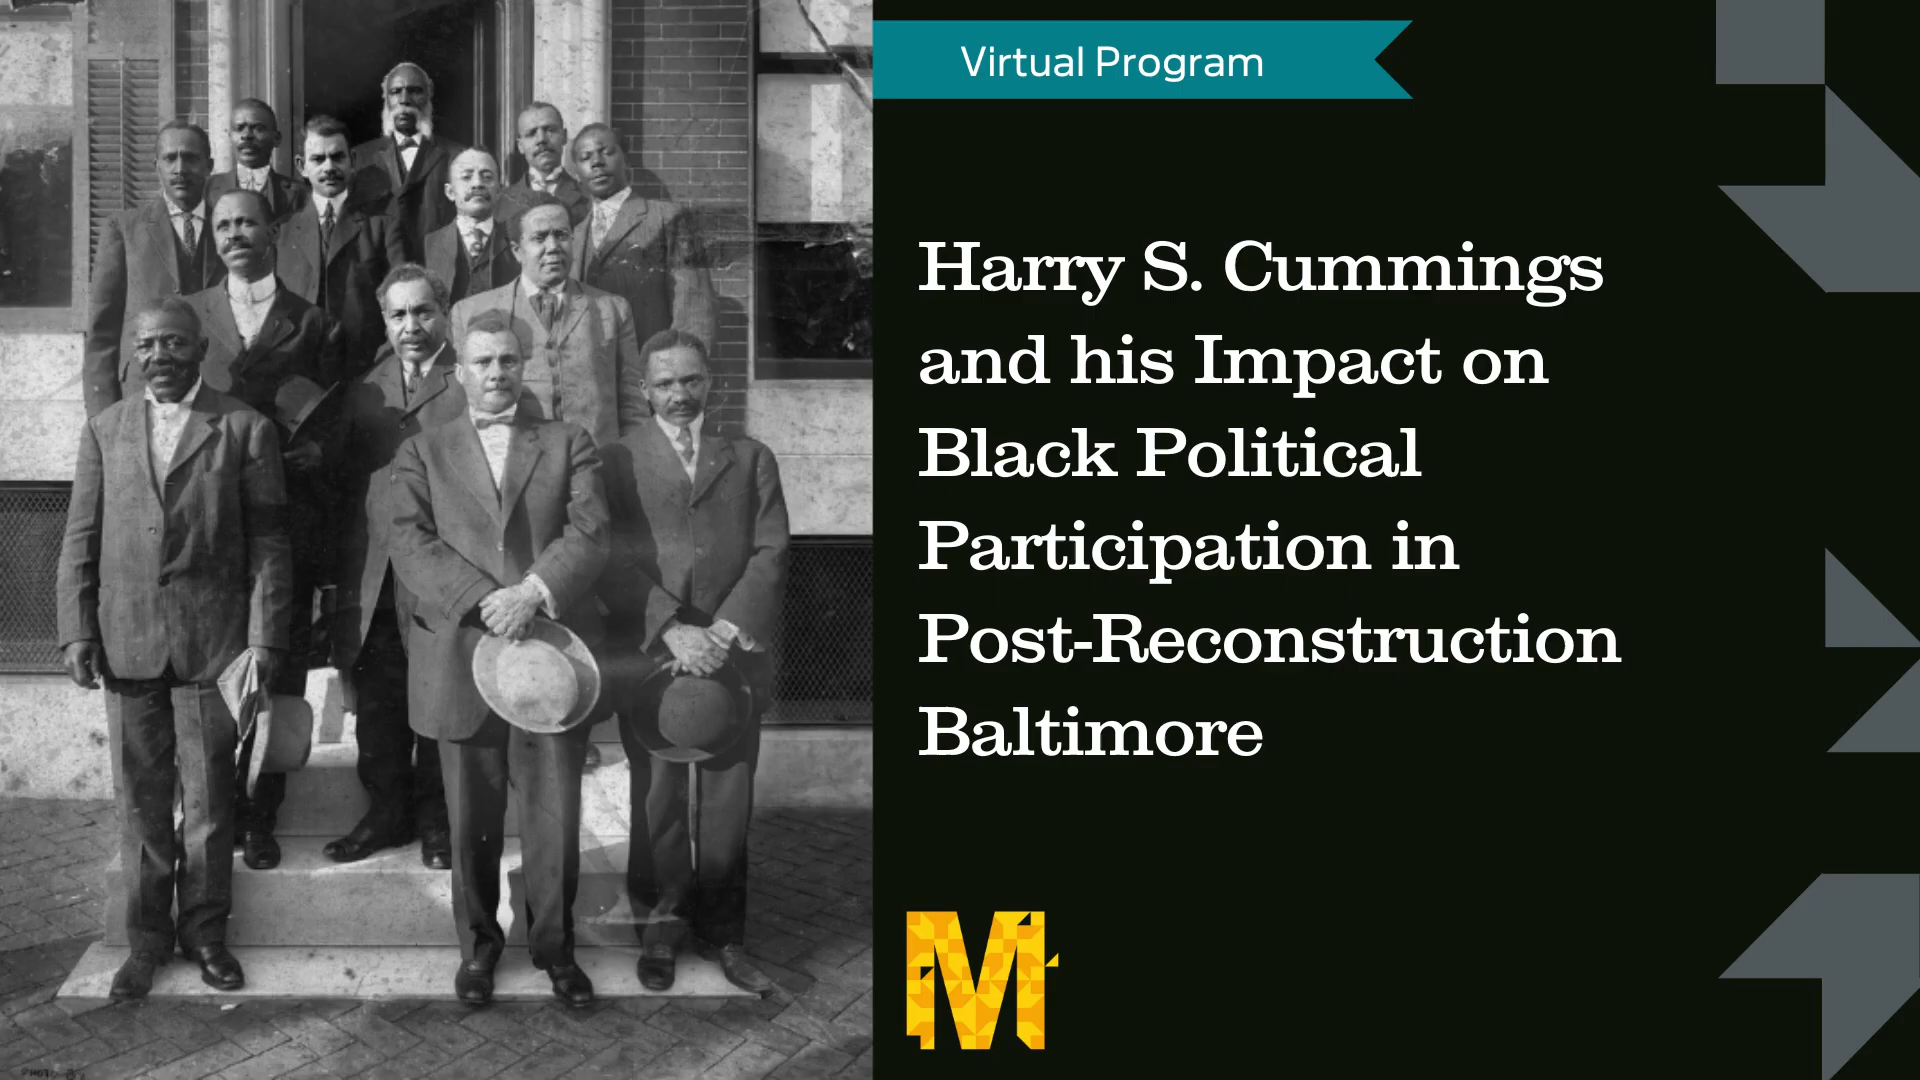 Virtual Program
Harry S. Cummings
and his Impact on
Black Political
Participation in
Post-Reconstruction
Baltimore
M